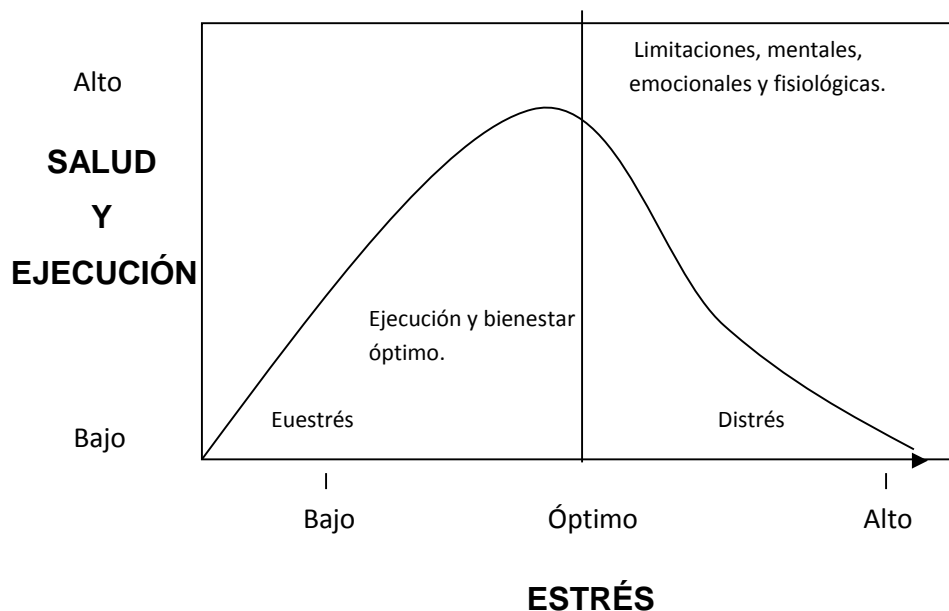 Limitaciones, mentales,
emocionales y fisiológicas.
Alto
SALUD
Y
EJECUCIÓN
Ejecución y bienestar
óptimo.
Euestrés
Distrés
Bajo
Bajo
Óptimo
Alto
ESTRÉS